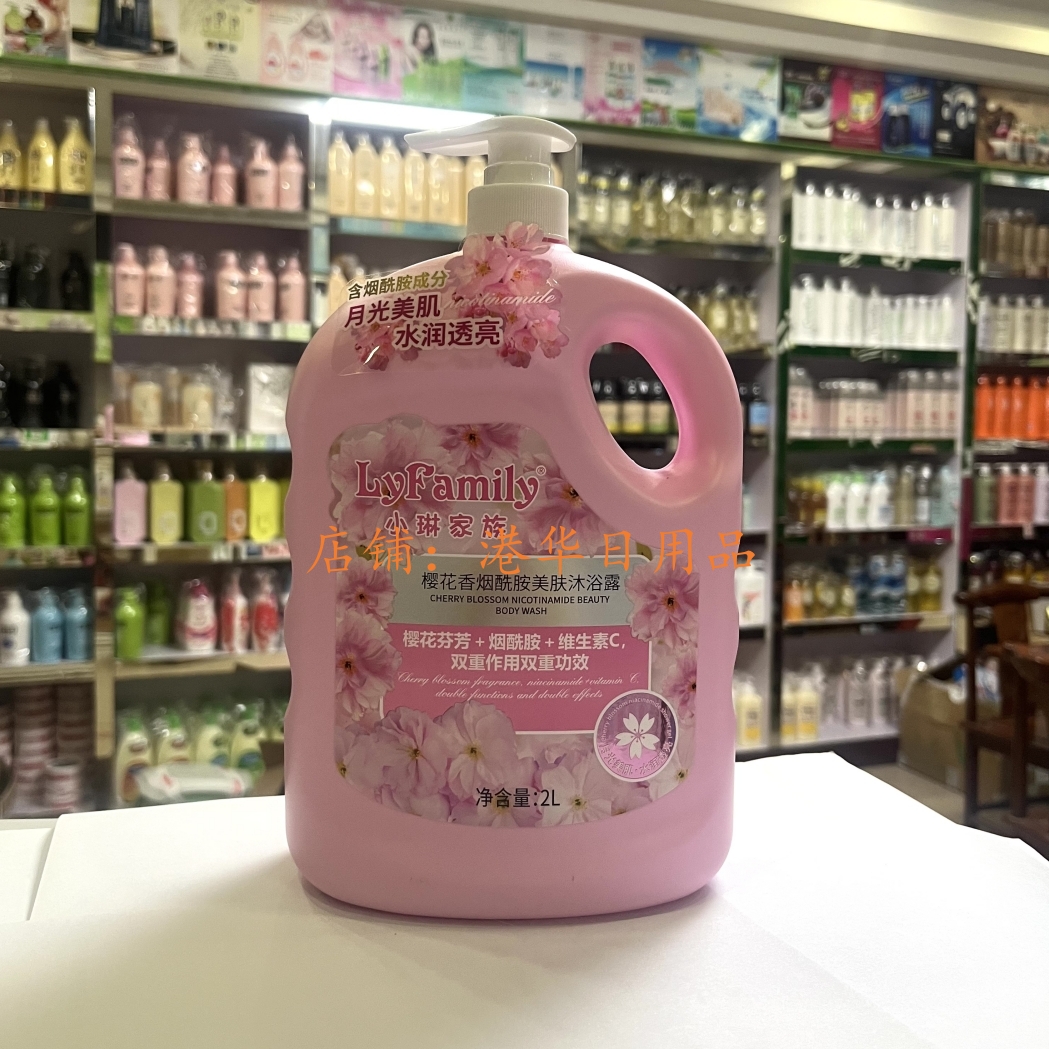 含烟酰胺成分
Nicotinamide
月光美肌
水润透亮
LyFamily©
小琳家族
店铺：港华日用品
樱花香烟酰胺美肤沐浴露
CHERRY BLOSSOM NICOTINAMIDE BEAUTY
BODY WASH
樱花芬芳+烟酰胺+维生素C,
双重作用双重功效
Cherry blossom fragrance, niacinamide+vitamin C,
double functions and double effects
净含量:2L